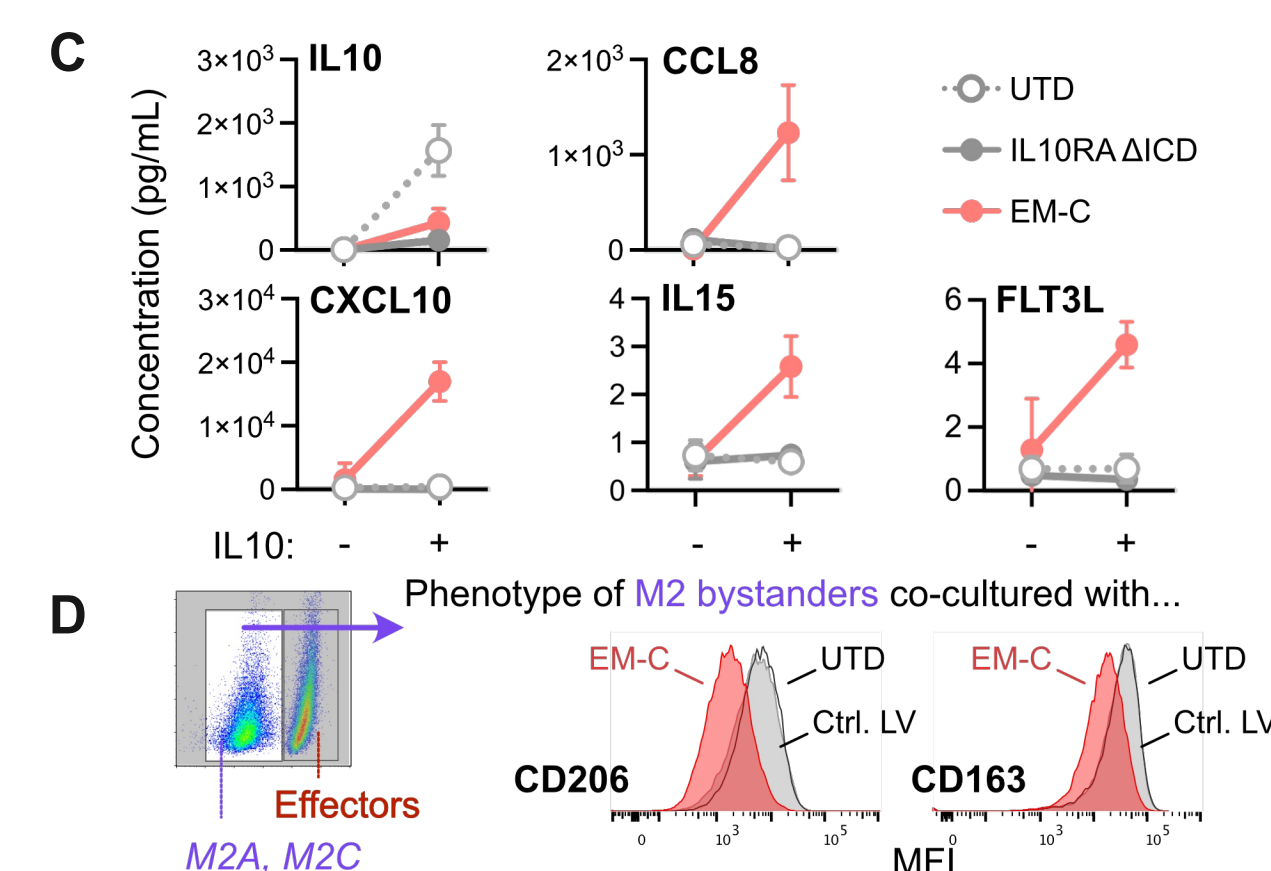 C
Concentration (pg/mL)
IL10
3×10³
2×10³
1×10³
0
CCL8
2×10³
1×10³
0
UTD
IL10RA ΔICD
EM-C
CXCL10
3×10⁴
2×10⁴
1×10⁴
0
IL15
4
3
2
1
0
FLT3L
6
4
2
0
IL10: - + - + - +
D
Phenotype of M2 bystanders co-cultured with...
Effectors
M2A, M2C
EM-C
UTD
Ctrl. LV
CD206
0 10³ 10⁵
EM-C
UTD
Ctrl. LV
CD163
0 10³ 10⁵
MFI